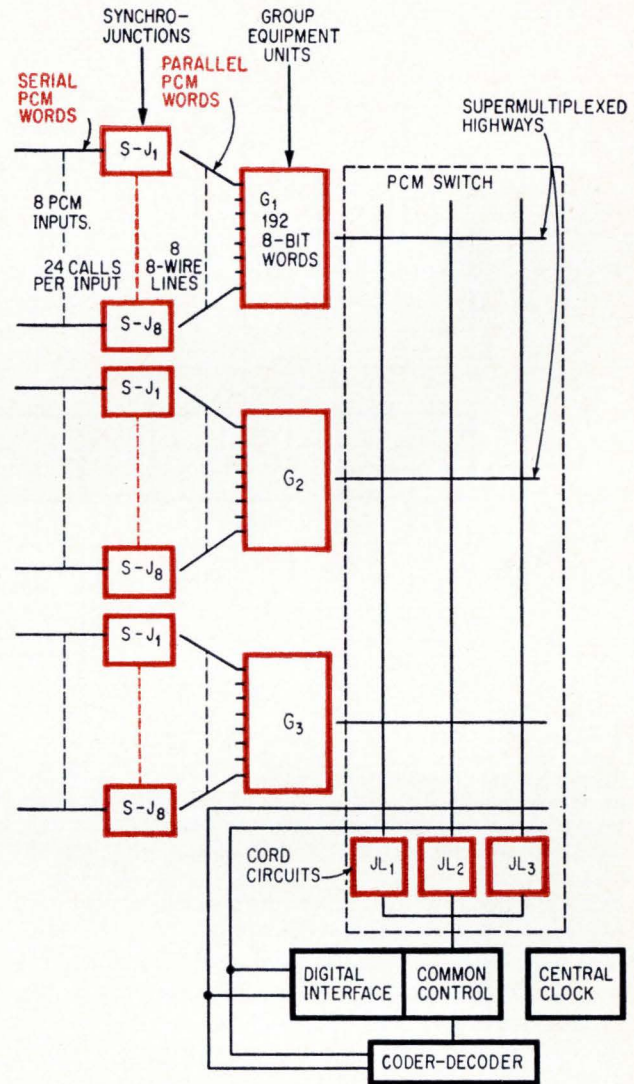 SYNCHRO-
JUNCTIONS
GROUP
EQUIPMENT
UNITS
SERIAL
PCM
WORDS
PARALLEL
PCM
WORDS
SUPERMULTIPLEXED
HIGHWAYS
S-J1
PCM SWITCH
8 PCM
INPUTS.
G1
192
8-BIT
WORDS
24 CALLS
PER INPUT
8
8-WIRE
LINES
S-J8
S-J1
G2
S-J8
S-J1
G3
S-J8
CORD
CIRCUITS
JL1
JL2
JL3
DIGITAL
INTERFACE
COMMON
CONTROL
CENTRAL
CLOCK
CODER-DECODER